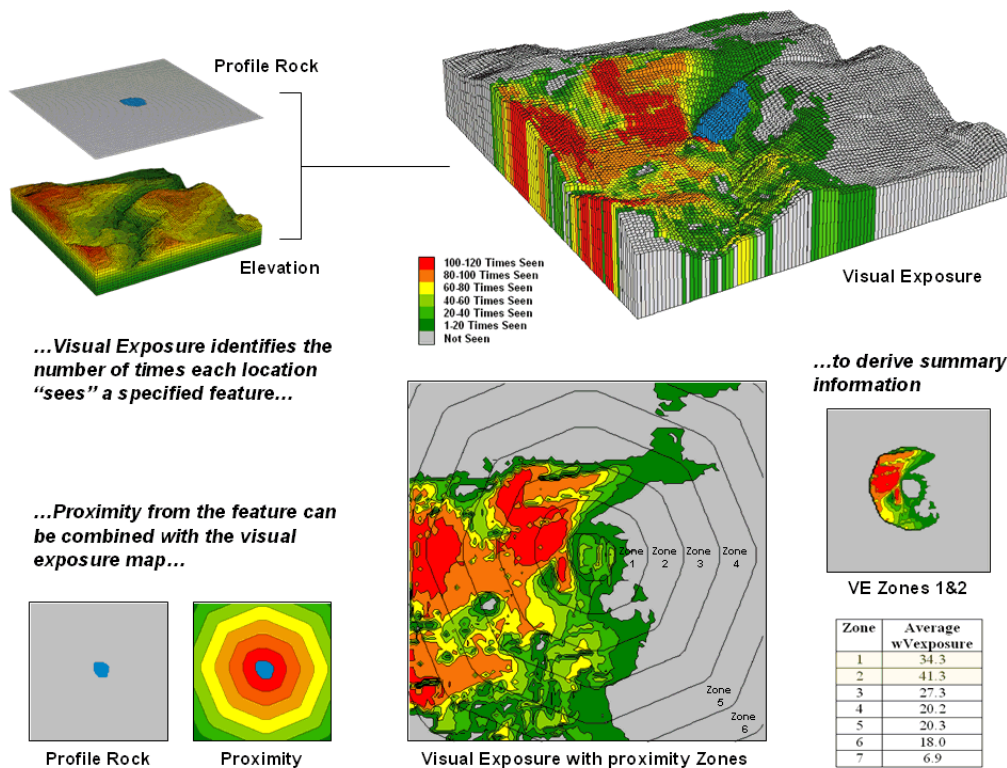 Profile Rock
Elevation
100-120 Times Seen
80-100 Times Seen
60-80 Times Seen
40-60 Times Seen
20-40 Times Seen
1-20 Times Seen
Not Seen
Visual Exposure
...Visual Exposure identifies the
number of times each location
“sees” a specified feature...
...Proximity from the feature can
be combined with the visual
exposure map...
Profile Rock
Proximity
Zone
1
Zone
2
Zone
3
Zone
4
Zone
5
Zone
6
Visual Exposure with proximity Zones
...to derive summary
information
VE Zones 1&2
Zone Average
wVexposure
1 34.3
2 41.3
3 27.3
4 20.2
5 20.3
6 18.0
7 6.9